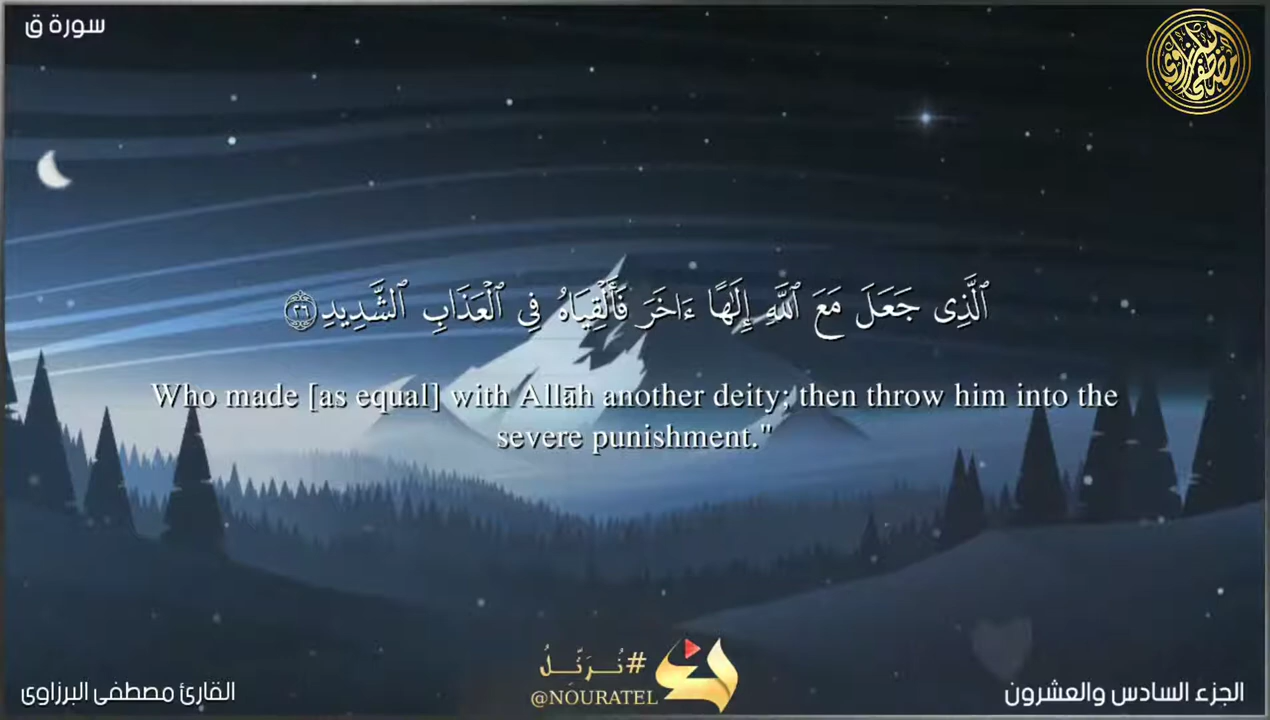 سورة ق
ٱلَّذِى جَعَلَ مَعَ ٱللَّهِ إِلَٰهًا ءَاخَرَ فَأَلْقِيَاهُ فِى ٱلْعَذَابِ ٱلشَّدِيدِ ٢٦
Who made [as equal] with Allāh another deity; then throw him into the
severe punishment."
#نُرَتِّلُ
@NOURATEL
الجزء السادس والعشرون
القارئ مصطفى البرزاوى